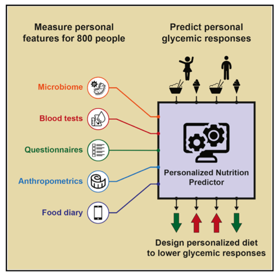 Measure personal
features for 800 people
Predict personal
glycemic responses
Microbiome
Blood tests
Questionnaires
Anthropometrics
Food diary
Personalized Nutrition
Predictor
Design personalized diet
to lower glycemic responses